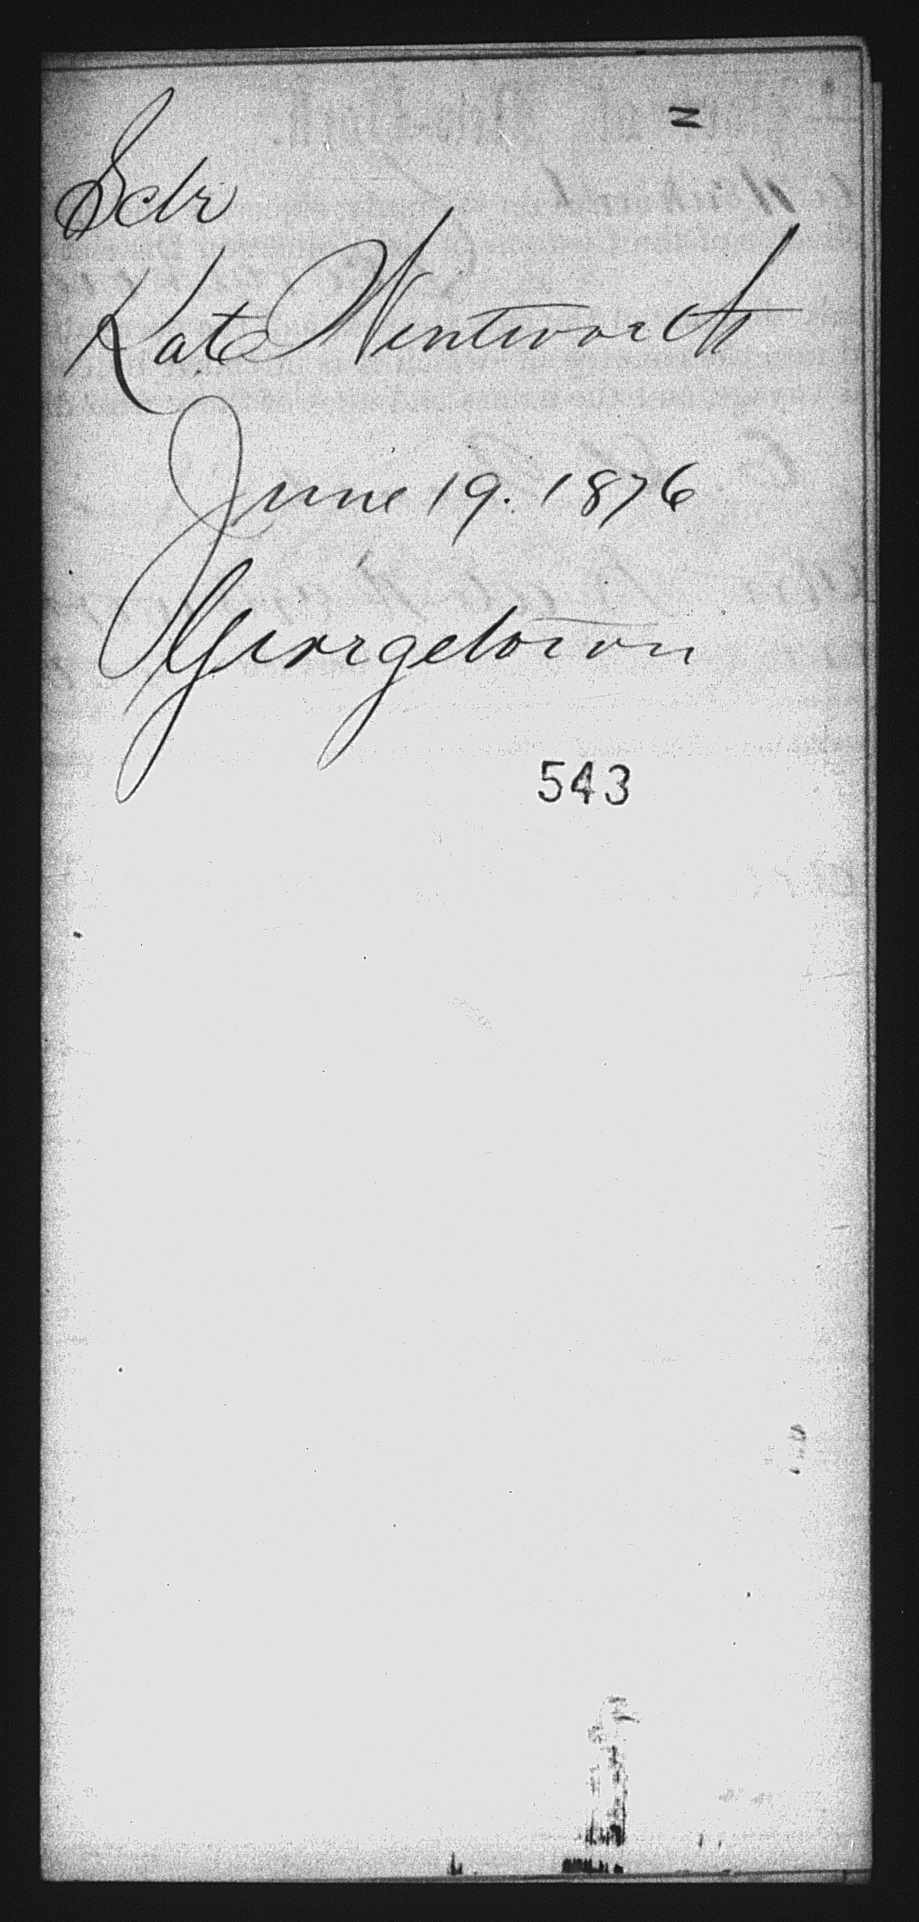 Schr
Kate Wentworth
June 19. 1876
Georgetown
543